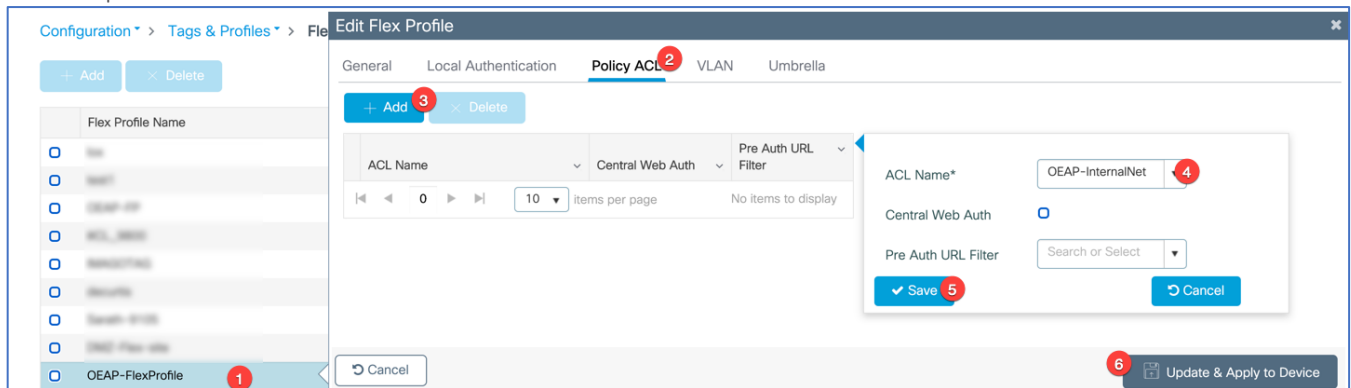 Configuration > Tags & Profiles > Fle
Edit Flex Profile
+ Add
× Delete
Flex Profile Name
OEAP-FlexProfile
1
General Local Authentication Policy ACL VLAN Umbrella
2
+ Add
3
× Delete
ACL Name
Central Web Auth
Pre Auth URL
Filter
0
10
items per page
No items to display
ACL Name*
OEAP-InternalNet
4
Central Web Auth
Pre Auth URL Filter
Search or Select
Save
5
Cancel
Cancel
6
Update & Apply to Device